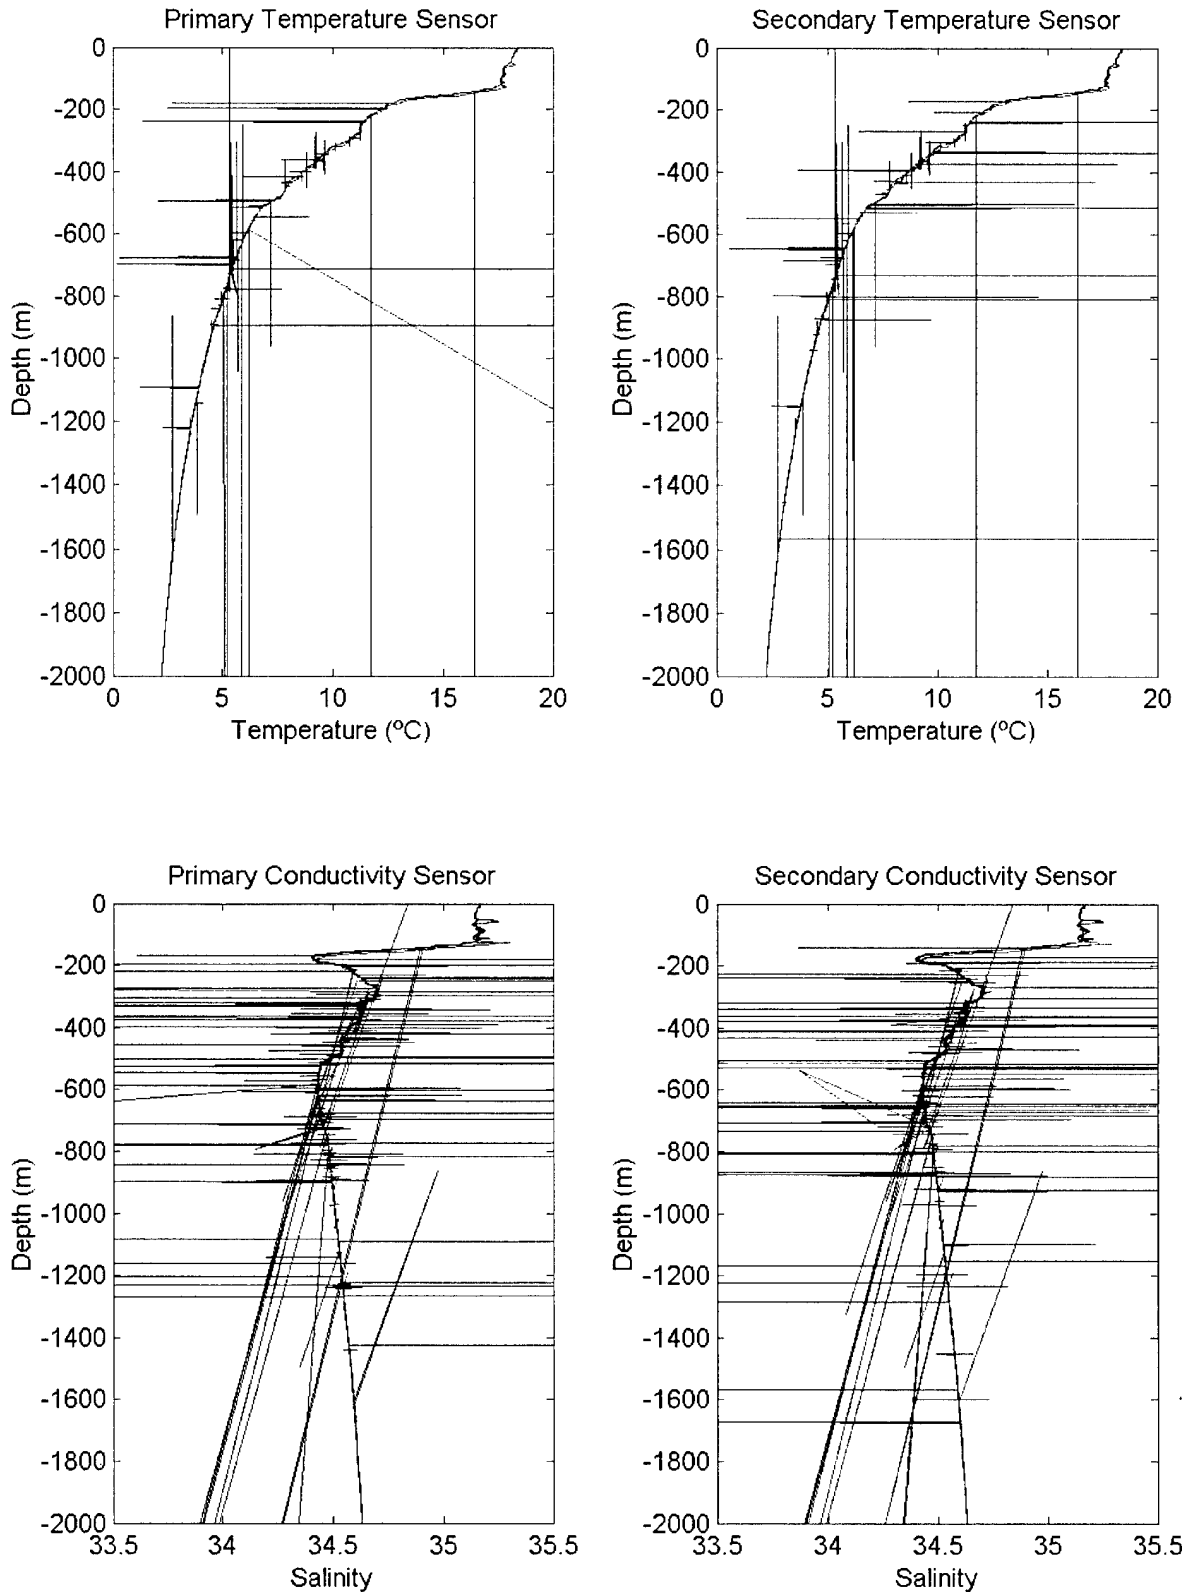 Primary Temperature Sensor
0
-200
-400
-600
-800
-1000
-1200
-1400
-1600
-1800
-2000
Depth (m)
0 5 10 15 20
Temperature (ºC)
Secondary Temperature Sensor
0
-200
-400
-600
-800
-1000
-1200
-1400
-1600
-1800
-2000
Depth (m)
0 5 10 15 20
Temperature (ºC)
Primary Conductivity Sensor
0
-200
-400
-600
-800
-1000
-1200
-1400
-1600
-1800
-2000
Depth (m)
33.5 34 34.5 35 35.5
Salinity
Secondary Conductivity Sensor
0
-200
-400
-600
-800
-1000
-1200
-1400
-1600
-1800
-2000
Depth (m)
33.5 34 34.5 35 35.5
Salinity